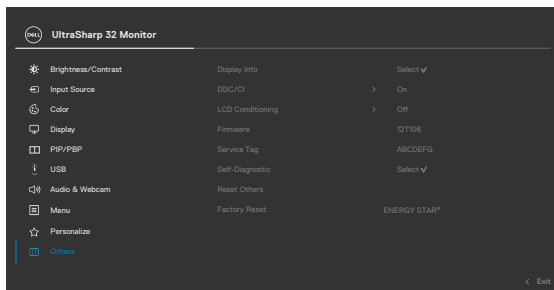 DELL UltraSharp 32 Monitor
Brightness/Contrast Display Info Select ✓
Input Source DDC/CI > On
Color LCD Conditioning > Off
Display Firmware 12T106
PIP/PBP Service Tag ABCDEFG
USB Self-Diagnostic Select ✓
Audio & Webcam Reset Others
Menu Factory Reset ENERGY STAR®
Personalize
Others
< Exit